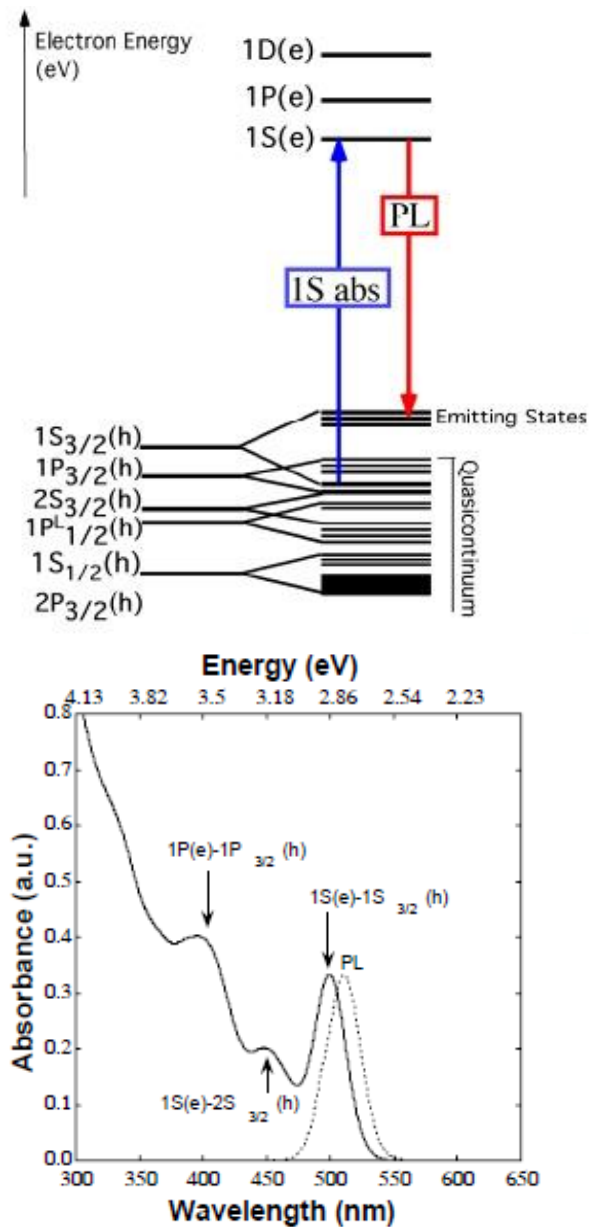 Electron Energy
(eV)
1D(e)
1P(e)
1S(e)
PL
1S abs
Emitting States
1S3/2(h)
1P3/2(h)
2S3/2(h)
1PL1/2(h)
1S1/2(h)
2P3/2(h)
Quasicontinuum
Energy (eV)
4.13 3.82 3.5 3.18 2.86 2.54 2.23
0.8
0.7
0.6
0.5
0.4
0.3
0.2
0.1
0.0
Absorbance (a.u.)
1P(e)-1P 3/2 (h)
1S(e)-1S 3/2 (h)
PL
1S(e)-2S 3/2 (h)
300 350 400 450 500 550 600 650
Wavelength (nm)